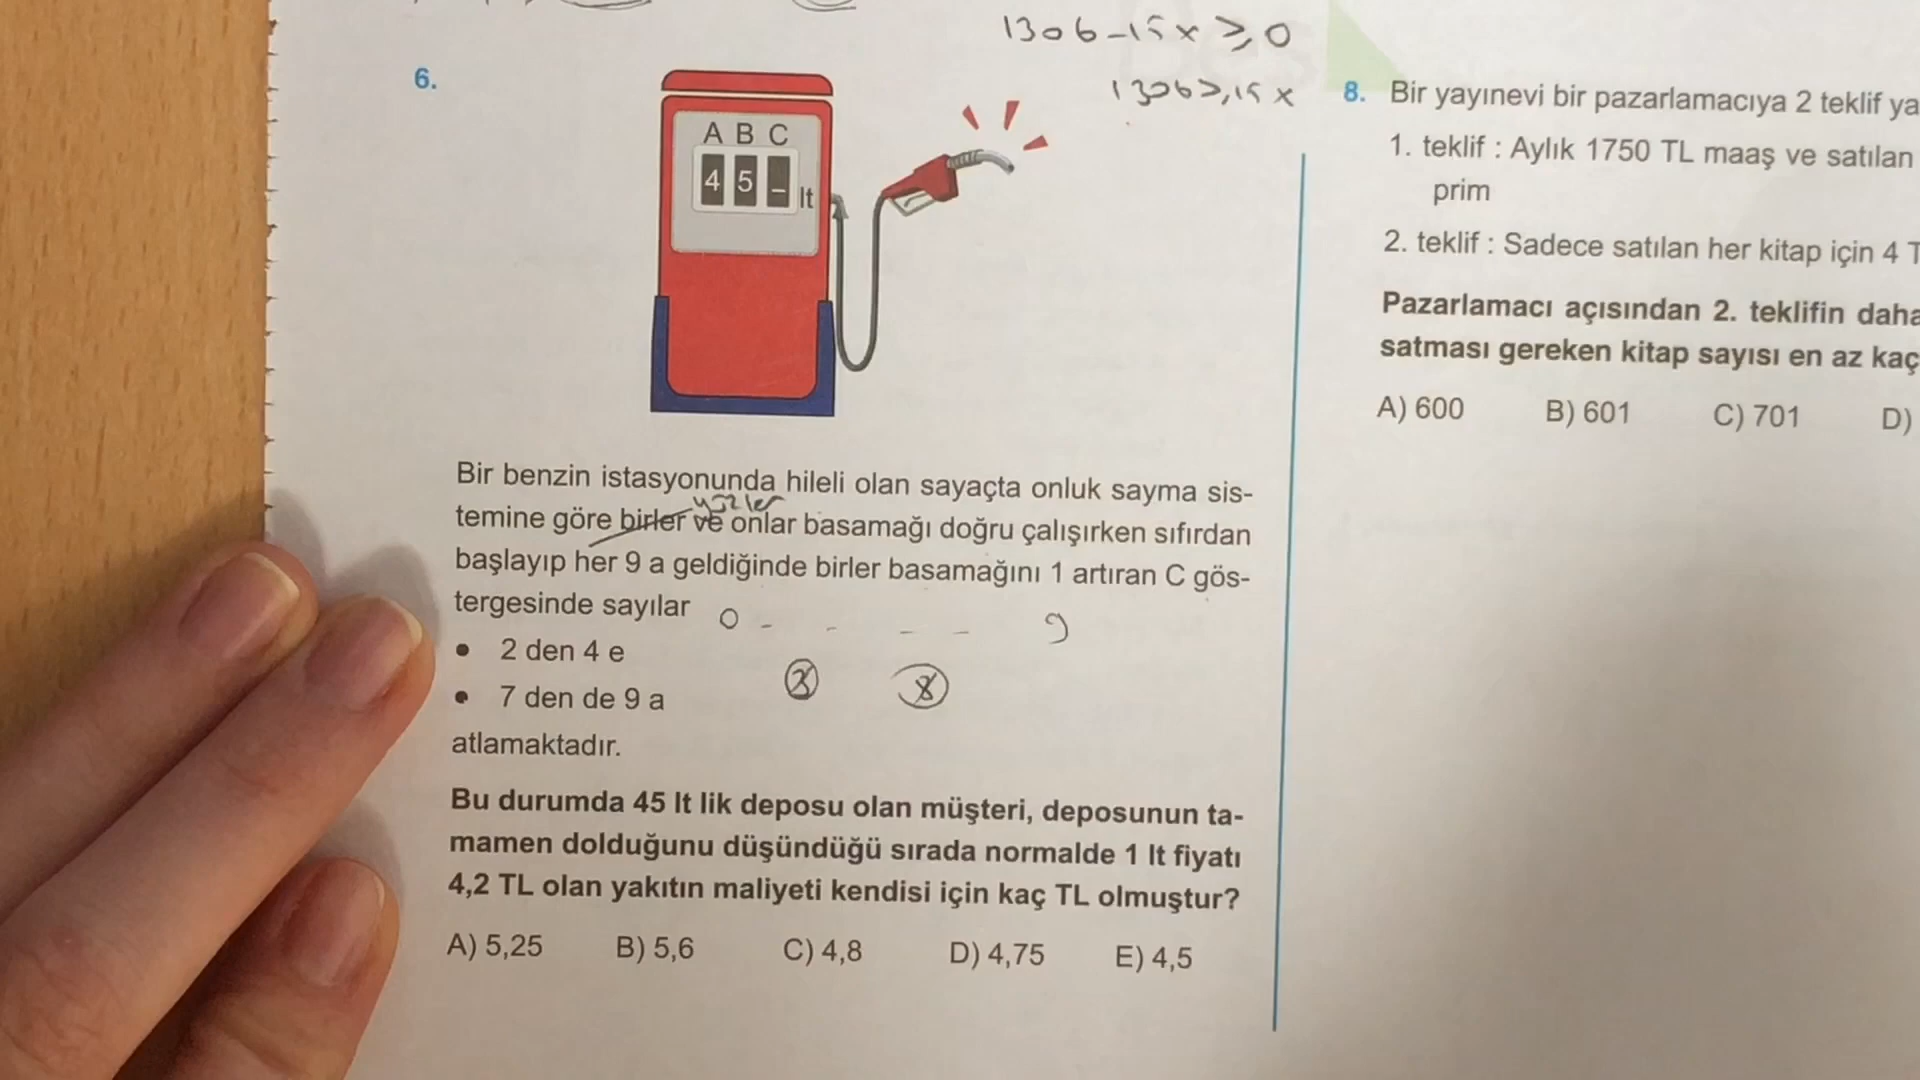 1306-15x ≥ 0
1306 ≥ 15x
6.
A B C
4 5 _ lt
Bir benzin istasyonunda hileli olan sayaçta onluk sayma sis-
yüzler
temine göre birler ve onlar basamağı doğru çalışırken sıfırdan
başlayıp her 9 a geldiğinde birler basamağını 1 artıran C gös-
tergesinde sayılar
0 - - - - 9
• 2 den 4 e
3 8
• 7 den de 9 a
atlamaktadır.
Bu durumda 45 lt lik deposu olan müşteri, deposunun ta-
mamen dolduğunu düşündüğü sırada normalde 1 lt fiyatı
4,2 TL olan yakıtın maliyeti kendisi için kaç TL olmuştur?
A) 5,25 B) 5,6 C) 4,8 D) 4,75 E) 4,5
8. Bir yayınevi bir pazarlamacıya 2 teklif ya
1. teklif : Aylık 1750 TL maaş ve satılan
prim
2. teklif : Sadece satılan her kitap için 4 T
Pazarlamacı açısından 2. teklifin daha
satması gereken kitap sayısı en az kaç
A) 600 B) 601 C) 701 D)